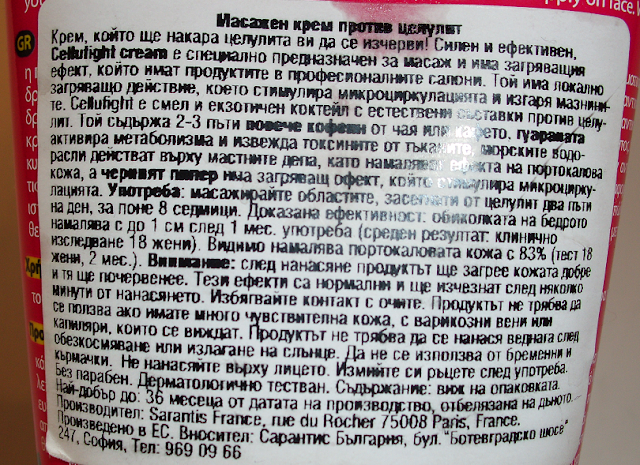 GR
Масажен крем против целулит
Крем, който ще накара целулита ви да се изчерви! Силен и ефективен,
Cellufight cream е специално предназначен за масаж и има загряващия
ефект, който имат продуктите в професионалните салони. Той има локално
загряващо действие, което стимулира микроциркулацията и изгаря мазнини-
те. Cellufight е смел и екзотичен коктейл с естествени съставки против целу-
лит. Той съдържа 2-3 пъти повече кофеин от чая или кафето, гуараната
активира метаболизма и извежда токсините от тъканите, морските водо-
расли действат върху мастните депа, като намаляват ефекта на портокалова
кожа, а черният пипер има загряващ ефект, който стимулира микроцирку-
лацията. Употреба: масажирайте областите, засегнати от целулит два пъти
на ден, за поне 8 седмици. Доказана ефективност: обиколката на бедрото
намалява с до 1 см след 1 мес. употреба (среден резултат: клинично
изследване 18 жени). Видимо намалява портокаловата кожа с 83% (тест 18
жени, 2 мес.). Внимание: след нанасяне продуктът ще загрее кожата добре
и тя ще почервенее. Тези ефекти са нормални и ще изчезнат след няколко
минути от нанасянето. Избягвайте контакт с очите. Продуктът не трябва да
се ползва ако имате много чувствителна кожа, с варикозни вени или
капиляри, които се виждат. Продуктът не трябва да се нанася веднага след
обезкосмяване или излагане на слънце. Да не се използва от бременни и
кърмачки. Не нанасяйте върху лицето. Измийте си ръцете след употреба.
Без парабен. Дерматологично тестван. Съдържание: виж на опаковката.
Най-добър до: 36 месеца от датата на производство, отбелязана на дъното.
Производител: Sarantis France, rue du Rocher 75008 Paris, France.
Произведено в ЕС. Вносител: Сарантис България, бул. "Ботевградско шосе"
247, София, Тел: 969 09 66